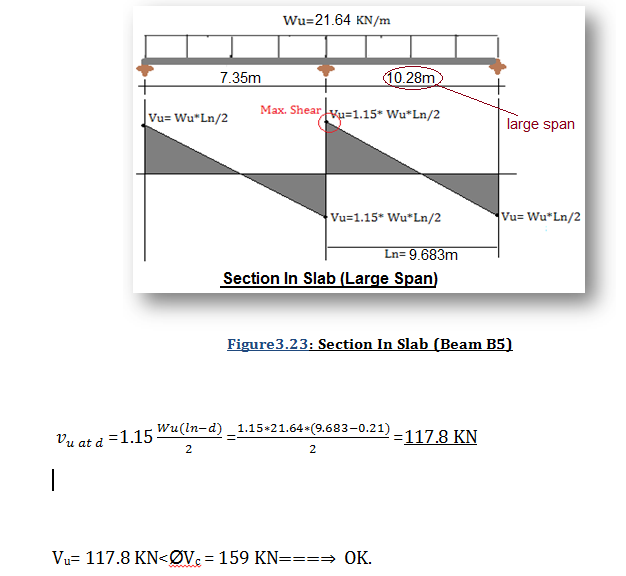 Wu=21.64 KN/m
7.35m
10.28m
Vu= Wu*Ln/2
Max. Shear
Vu=1.15* Wu*Ln/2
large span
Vu=1.15* Wu*Ln/2
Vu= Wu*Ln/2
Ln= 9.683m
Section In Slab (Large Span)
Figure3.23: Section In Slab (Beam B5)
vu at d =1.15 Wu(ln−d)/2 = 1.15*21.64*(9.683−0.21)/2 =117.8 KN
Vu= 117.8 KN<ØVc = 159 KN====⇒ OK.